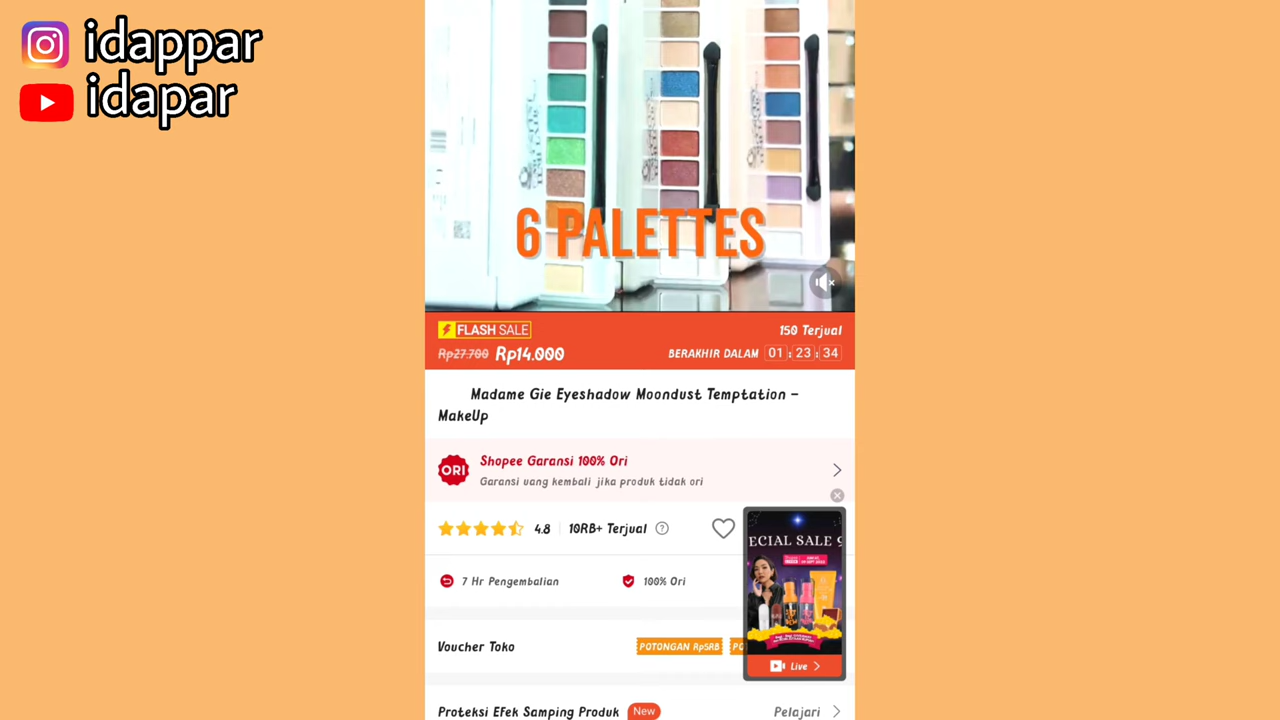 idappar
idapar
6 PALETTES
FLASH SALE
150 Terjual
Rp27.700 Rp14.000
BERAKHIR DALAM 01:23:34
Madame Gie Eyeshadow Moondust Temptation –
MakeUp
ORI
Shopee Garansi 100% Ori
Garansi uang kembali jika produk tidak ori
4.8
10RB+ Terjual
ECIAL SALE 9
7 Hr Pengembalian
100% Ori
Voucher Toko
POTONGAN Rp5RB
PO
Live
Proteksi Efek Samping Produk New
Pelajari